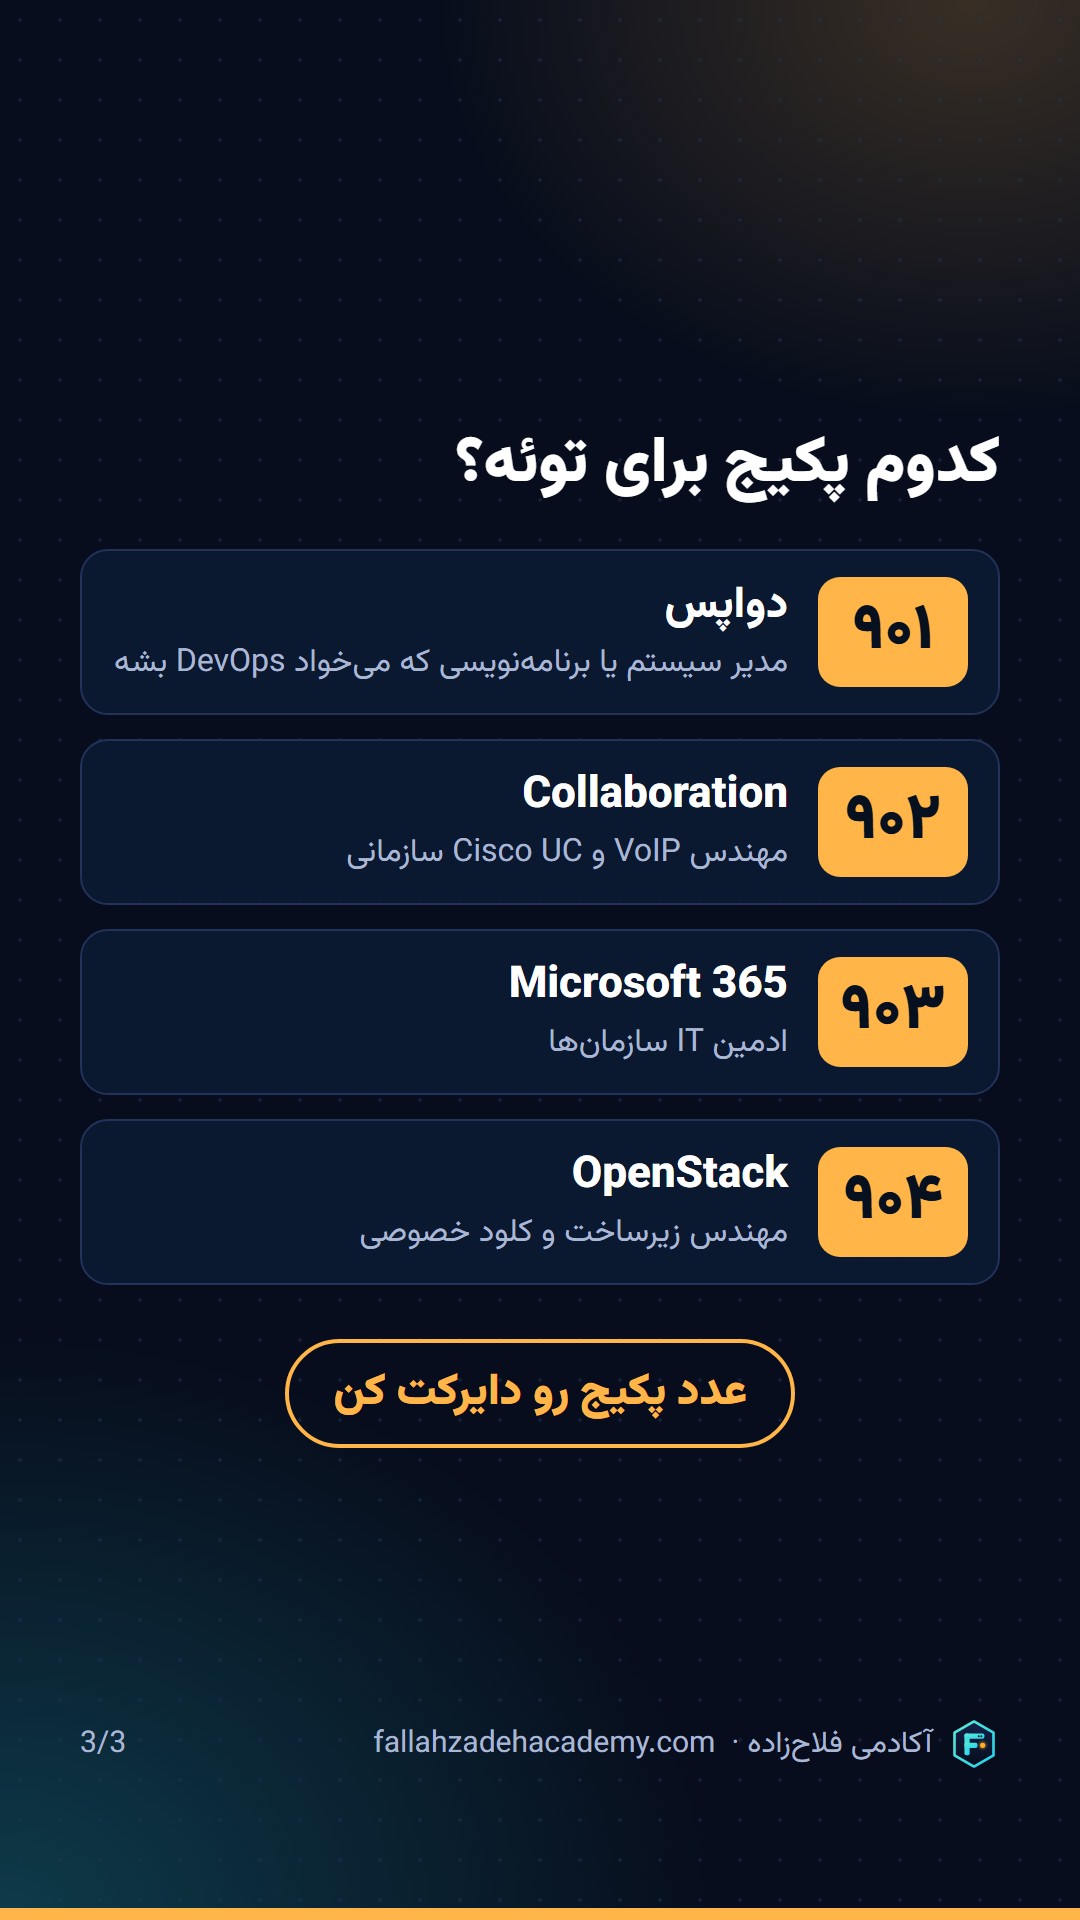 کدوم پکیج برای توئه؟
۹۰۱
دواپس
مدیر سیستم یا برنامه‌نویسی که می‌خواد DevOps بشه
۹۰۲
Collaboration
مهندس VoIP و Cisco UC سازمانی
۹۰۳
Microsoft 365
ادمین IT سازمان‌ها
۹۰۴
OpenStack
مهندس زیرساخت و کلود خصوصی
عدد پکیج رو دایرکت کن
آکادمی فلاح‌زاده · fallahzadehacademy.com
3/3